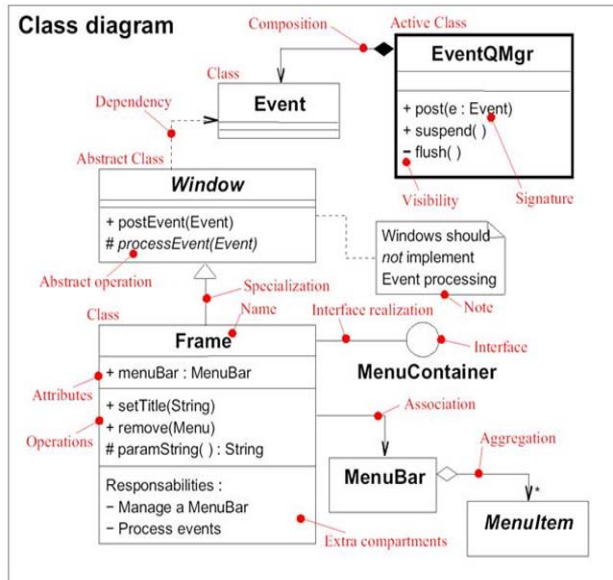 Class diagram
Composition
Active Class
EventQMgr
+ post(e : Event)
+ suspend( )
− flush( )
Visibility
Signature
Class
Event
Dependency
Abstract Class
Window
+ postEvent(Event)
# processEvent(Event)
Abstract operation
Windows should
not implement
Event processing
Note
Specialization
Class
Name
Frame
Interface realization
Interface
MenuContainer
+ menuBar : MenuBar
Attributes
+ setTitle(String)
+ remove(Menu)
# paramString( ) : String
Operations
Association
MenuBar
Aggregation
*
MenuItem
Responsabilities :
− Manage a MenuBar
− Process events
Extra compartments